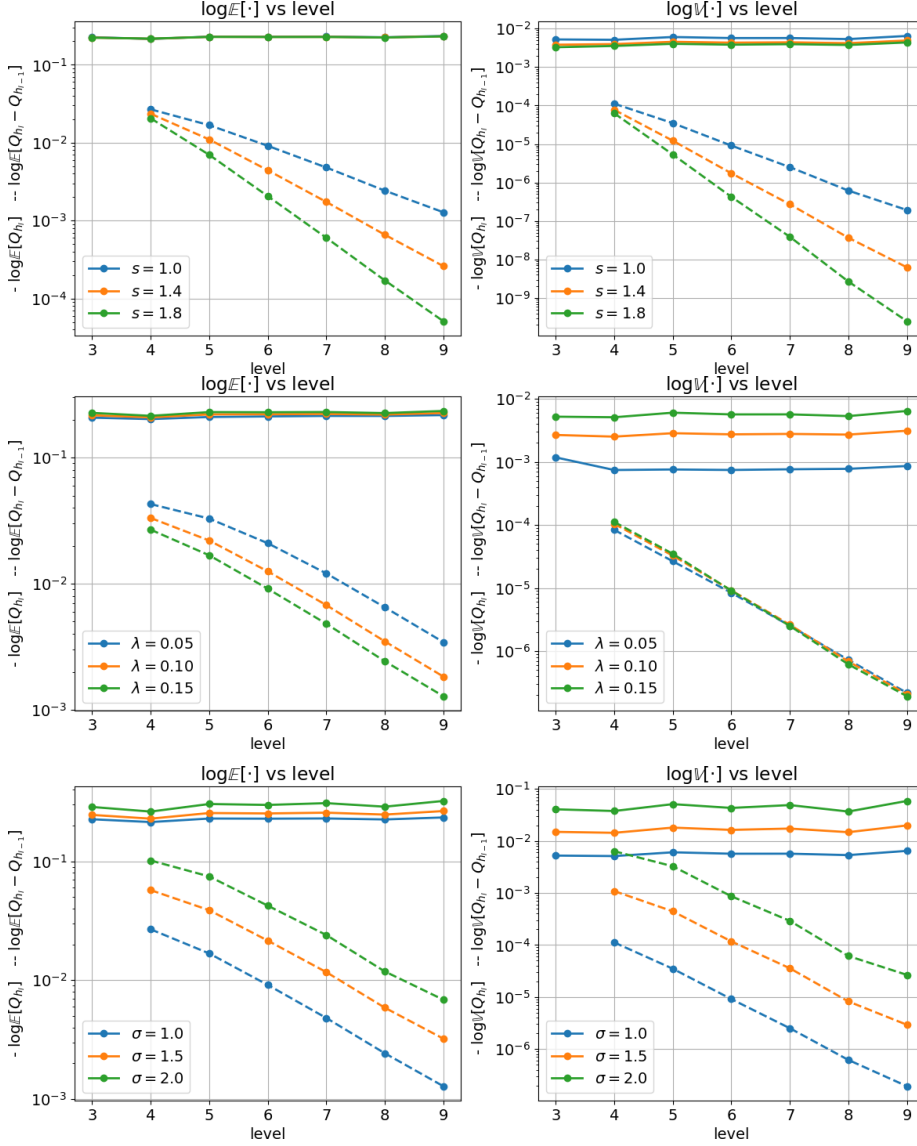 log𝔼[·] vs level
- log𝔼[Q_{h_l}]   -- log𝔼[Q_{h_l} − Q_{h_{l−1}}]
10⁻¹
10⁻²
10⁻³
10⁻⁴
s = 1.0
s = 1.4
s = 1.8
3 4 5 6 7 8 9
level
log𝕍[·] vs level
- log𝕍[Q_{h_l}]   -- log𝕍[Q_{h_l} − Q_{h_{l−1}}]
10⁻²
10⁻³
10⁻⁴
10⁻⁵
10⁻⁶
10⁻⁷
10⁻⁸
10⁻⁹
s = 1.0
s = 1.4
s = 1.8
3 4 5 6 7 8 9
level
log𝔼[·] vs level
- log𝔼[Q_{h_l}]   -- log𝔼[Q_{h_l} − Q_{h_{l−1}}]
10⁻¹
10⁻²
10⁻³
λ = 0.05
λ = 0.10
λ = 0.15
3 4 5 6 7 8 9
level
log𝕍[·] vs level
- log𝕍[Q_{h_l}]   -- log𝕍[Q_{h_l} − Q_{h_{l−1}}]
10⁻²
10⁻³
10⁻⁴
10⁻⁵
10⁻⁶
λ = 0.05
λ = 0.10
λ = 0.15
3 4 5 6 7 8 9
level
log𝔼[·] vs level
- log𝔼[Q_{h_l}]   -- log𝔼[Q_{h_l} − Q_{h_{l−1}}]
10⁻¹
10⁻²
10⁻³
σ = 1.0
σ = 1.5
σ = 2.0
3 4 5 6 7 8 9
level
log𝕍[·] vs level
- log𝕍[Q_{h_l}]   -- log𝕍[Q_{h_l} − Q_{h_{l−1}}]
10⁻¹
10⁻²
10⁻³
10⁻⁴
10⁻⁵
10⁻⁶
σ = 1.0
σ = 1.5
σ = 2.0
3 4 5 6 7 8 9
level